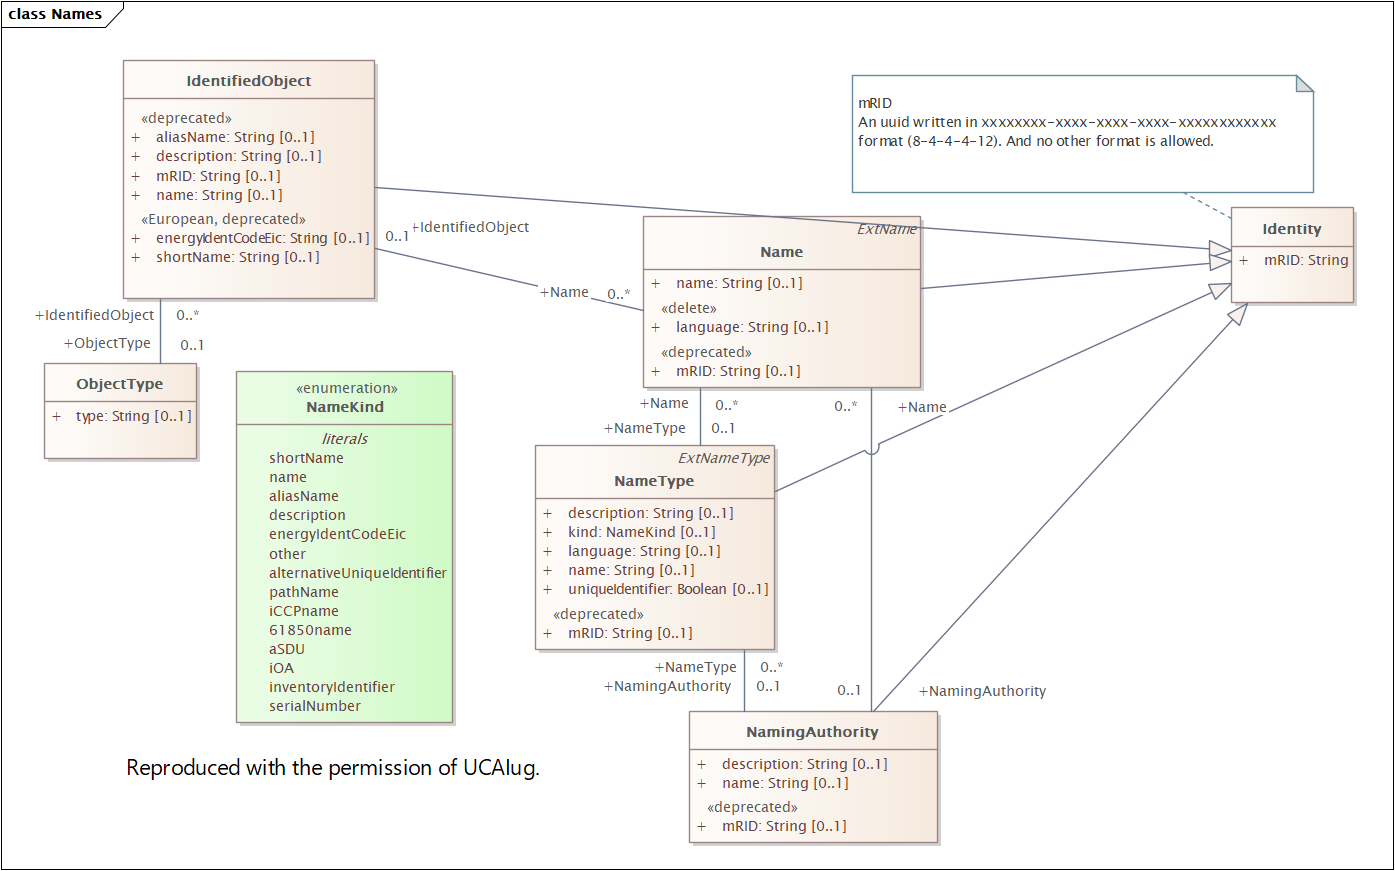 class Names
IdentifiedObject
«deprecated»
+ aliasName: String [0..1]
+ description: String [0..1]
+ mRID: String [0..1]
+ name: String [0..1]
«European, deprecated»
+ energyIdentCodeEic: String [0..1]
+ shortName: String [0..1]
mRID
An uuid written in xxxxxxxx-xxxx-xxxx-xxxx-xxxxxxxxxxxx
format (8-4-4-4-12). And no other format is allowed.
Identity
+ mRID: String
0..1
+IdentifiedObject
+Name
0..*
ExtName
Name
+ name: String [0..1]
«delete»
+ language: String [0..1]
«deprecated»
+ mRID: String [0..1]
+IdentifiedObject
0..*
+ObjectType
0..1
ObjectType
+ type: String [0..1]
«enumeration»
NameKind
literals
shortName
name
aliasName
description
energyIdentCodeEic
other
alternativeUniqueIdentifier
pathName
iCCPname
61850name
aSDU
iOA
inventoryIdentifier
serialNumber
+Name
0..*
+NameType
0..1
0..*
+Name
ExtNameType
NameType
+ description: String [0..1]
+ kind: NameKind [0..1]
+ language: String [0..1]
+ name: String [0..1]
+ uniqueIdentifier: Boolean [0..1]
«deprecated»
+ mRID: String [0..1]
+NameType
0..*
+NamingAuthority
0..1
0..1
+NamingAuthority
NamingAuthority
+ description: String [0..1]
+ name: String [0..1]
«deprecated»
+ mRID: String [0..1]
Reproduced with the permission of UCAIug.